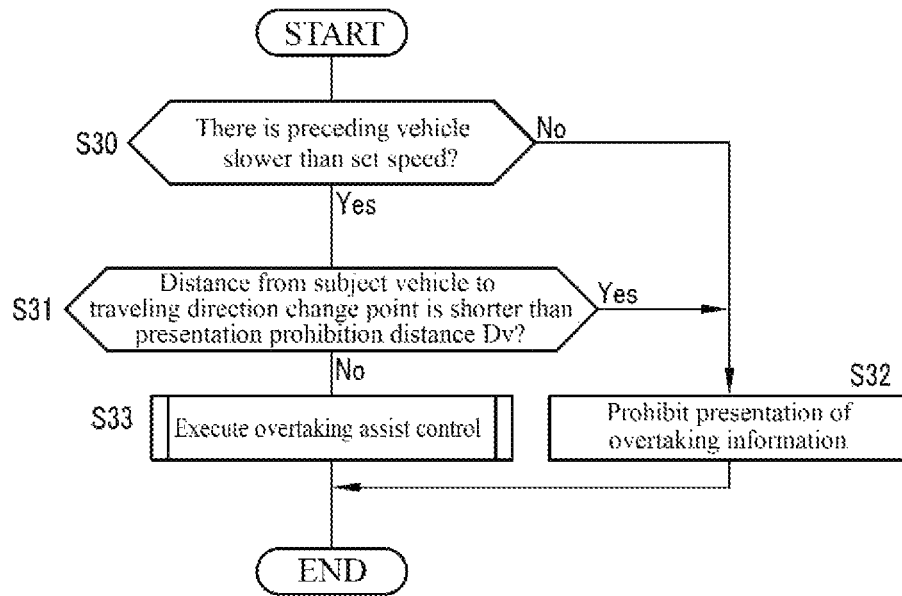 START
S30
There is preceding vehicle
slower than set speed?
No
Yes
S31
Distance from subject vehicle to
traveling direction change point is shorter than
presentation prohibition distance Dv?
Yes
No
S32
S33
Execute overtaking assist control
Prohibit presentation of
overtaking information
END